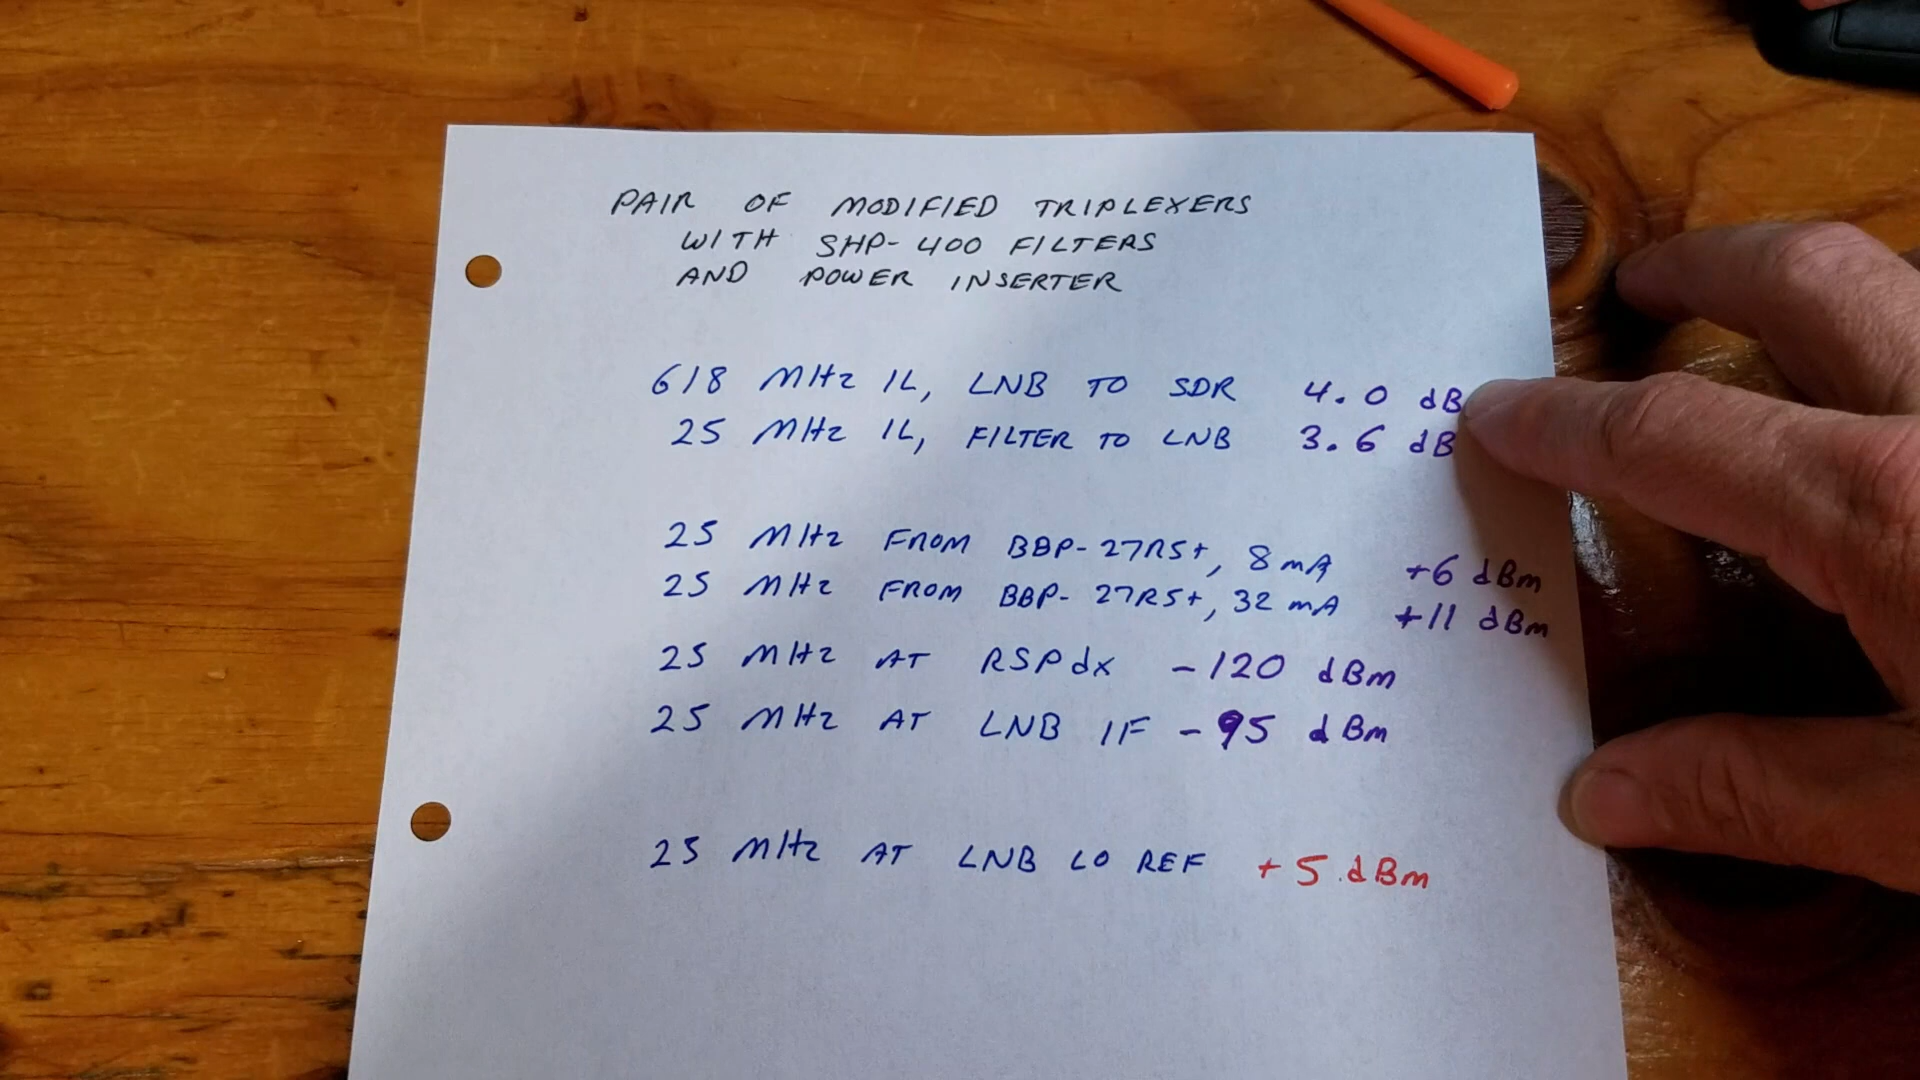 PAIR OF MODIFIED TRIPLEXERS
WITH SHP-400 FILTERS
AND POWER INSERTER
618 MHz IL, LNB TO SDR 4.0 dB
25 MHz IL, FILTER TO LNB 3.6 dB
25 MHz FROM BBP-27RS+, 8 mA +6 dBm
25 MHz FROM BBP-27RS+, 32 mA +11 dBm
25 MHz AT RSPdx -120 dBm
25 MHz AT LNB IF -95 dBm
25 MHz AT LNB LO REF +5 dBm